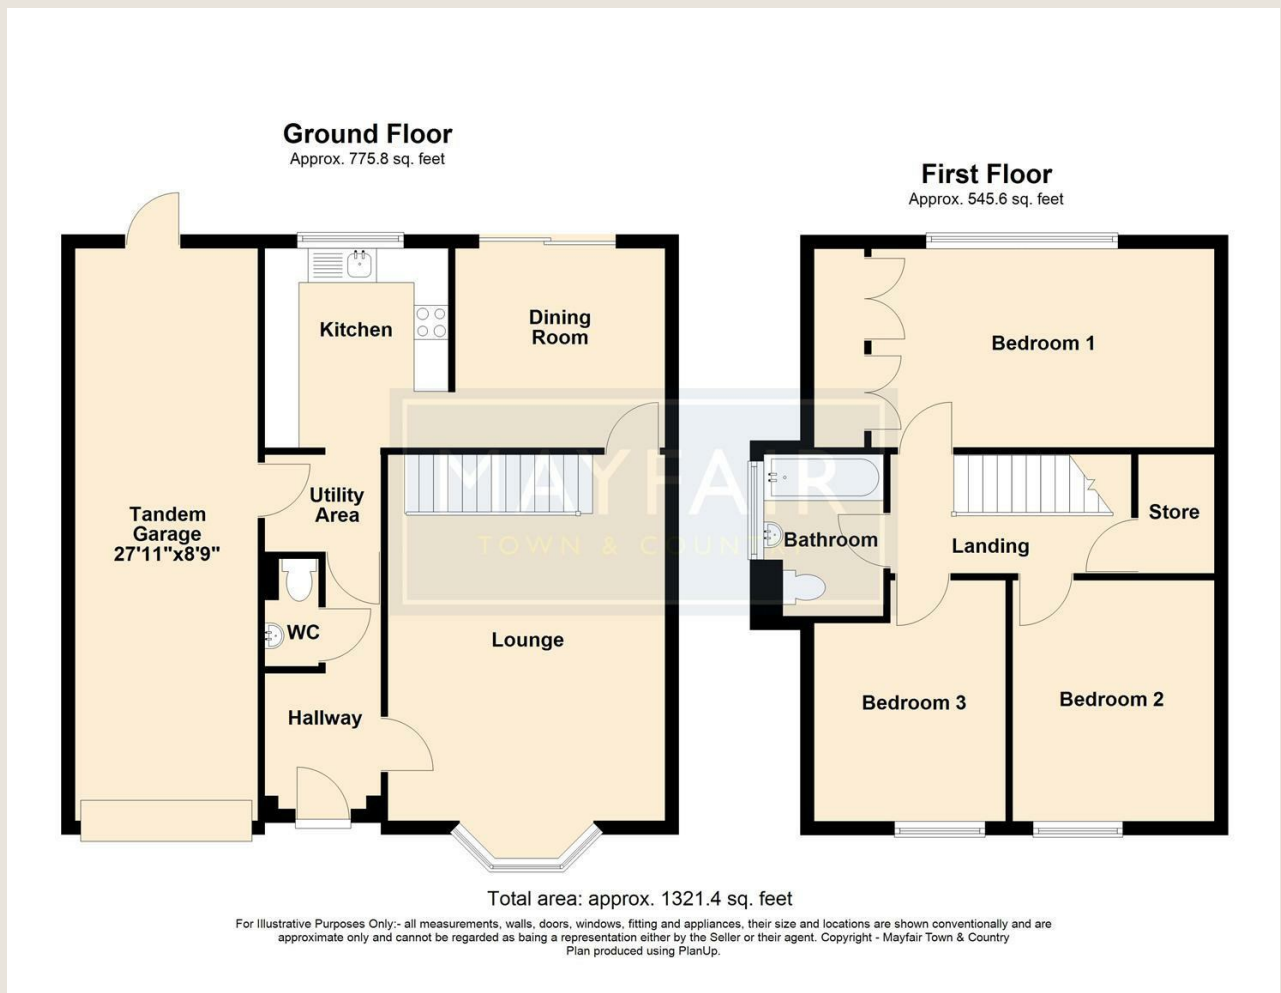 Ground Floor
Approx. 775.8 sq. feet
First Floor
Approx. 545.6 sq. feet
Kitchen
Dining
Room
Bedroom 1
Tandem
Garage
27'11"x8'9"
Utility
Area
MAYFAIR
TOWN & COUNTRY
Bathroom
Landing
Store
WC
Lounge
Hallway
Bedroom 3
Bedroom 2
Total area: approx. 1321.4 sq. feet
For Illustrative Purposes Only:- all measurements, walls, doors, windows, fitting and appliances, their size and locations are shown conventionally and are
approximate only and cannot be regarded as baing a representation either by the Seller or their agent. Copyright - Mayfair Town & Country
Plan produced using PlanUp.